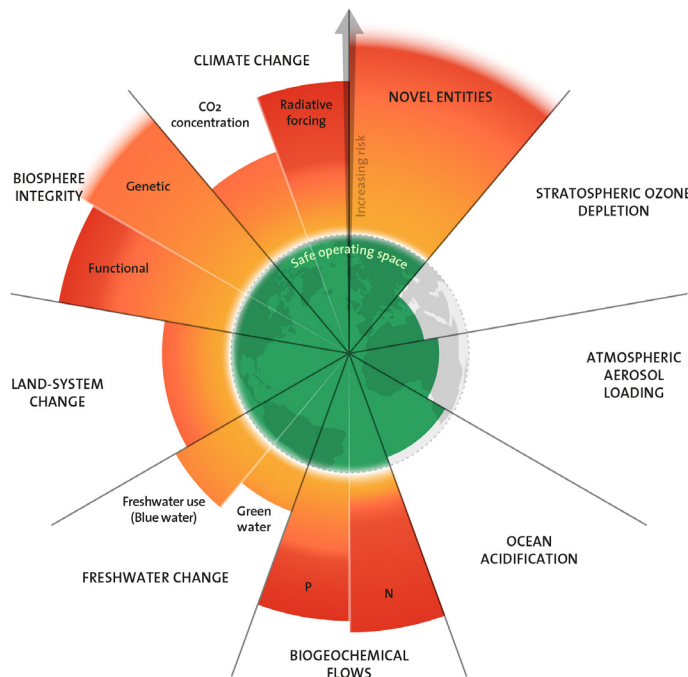 CLIMATE CHANGE
CO2
concentration
Radiative
forcing
NOVEL ENTITIES
Increasing risk
BIOSPHERE
INTEGRITY
Genetic
Functional
STRATOSPHERIC OZONE
DEPLETION
Safe operating space
ATMOSPHERIC
AEROSOL
LOADING
LAND-SYSTEM
CHANGE
Freshwater use
(Blue water)
Green
water
FRESHWATER CHANGE
OCEAN
ACIDIFICATION
P
N
BIOGEOCHEMICAL
FLOWS